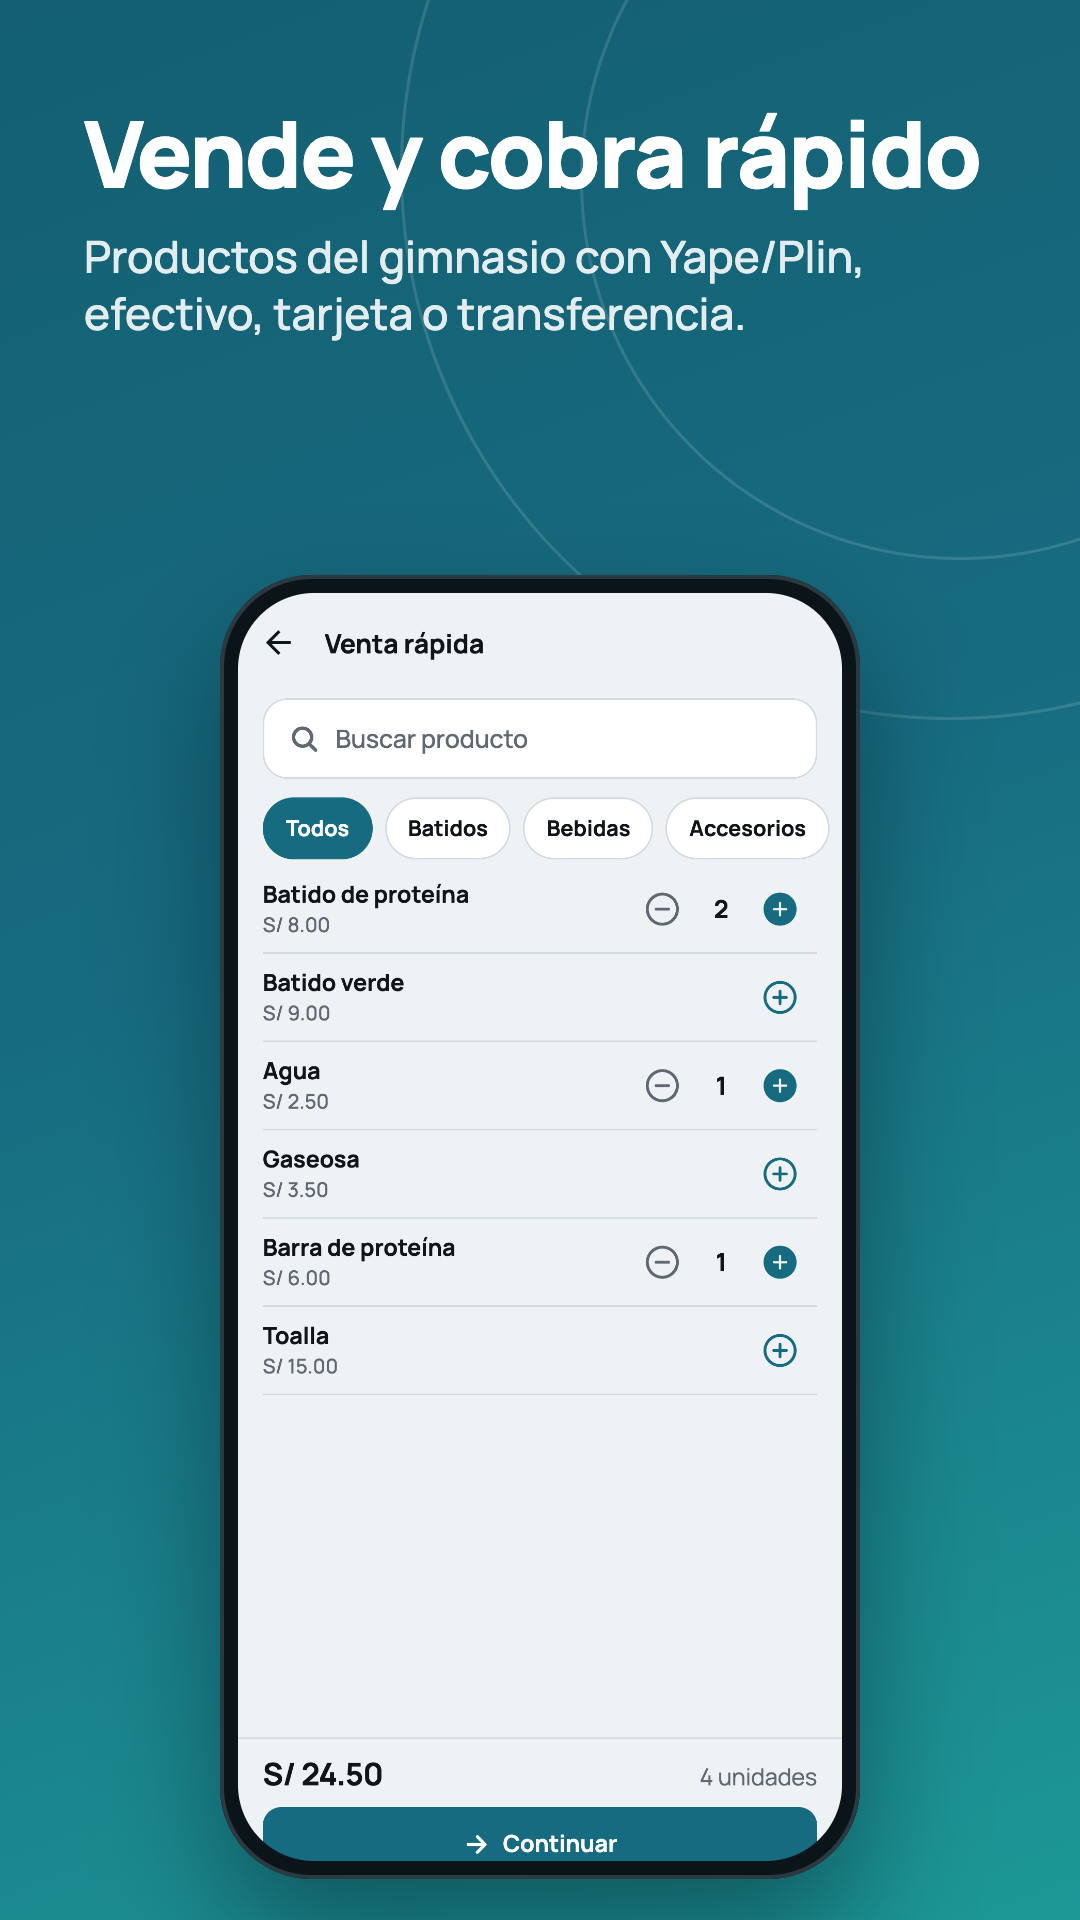 Vende y cobra rápido
Productos del gimnasio con Yape/Plin,
efectivo, tarjeta o transferencia.
Venta rápida
Buscar producto
Todos Batidos Bebidas Accesorios
Batido de proteína
S/ 8.00
2
Batido verde
S/ 9.00
Agua
S/ 2.50
1
Gaseosa
S/ 3.50
Barra de proteína
S/ 6.00
1
Toalla
S/ 15.00
S/ 24.50 4 unidades
Continuar